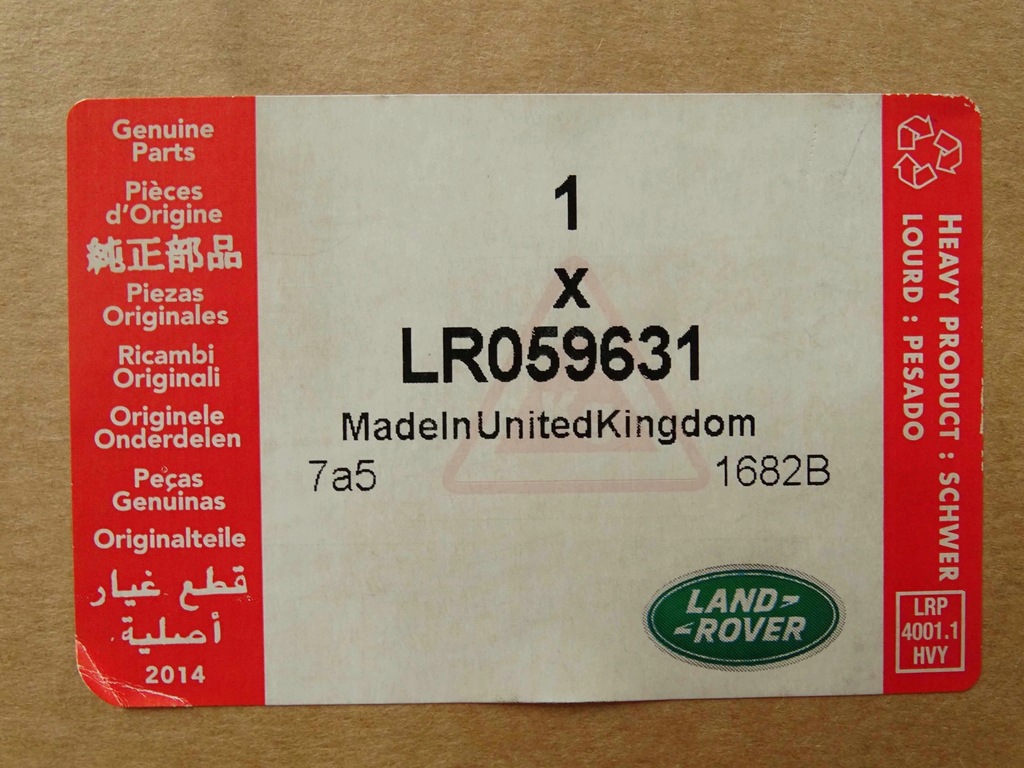 Genuine
Parts
Pièces
d'Origine
純正部品
Piezas
Originales
Ricambi
Originali
Originele
Onderdelen
Peças
Genuinas
Originalteile
قطع غيار
أصلية
2014
1
x
LR059631
MadeInUnitedKingdom
7a5 1682B
LAND
ROVER
HEAVY PRODUCT : SCHWER
LOURD : PESADO
LRP
4001.1
HVY